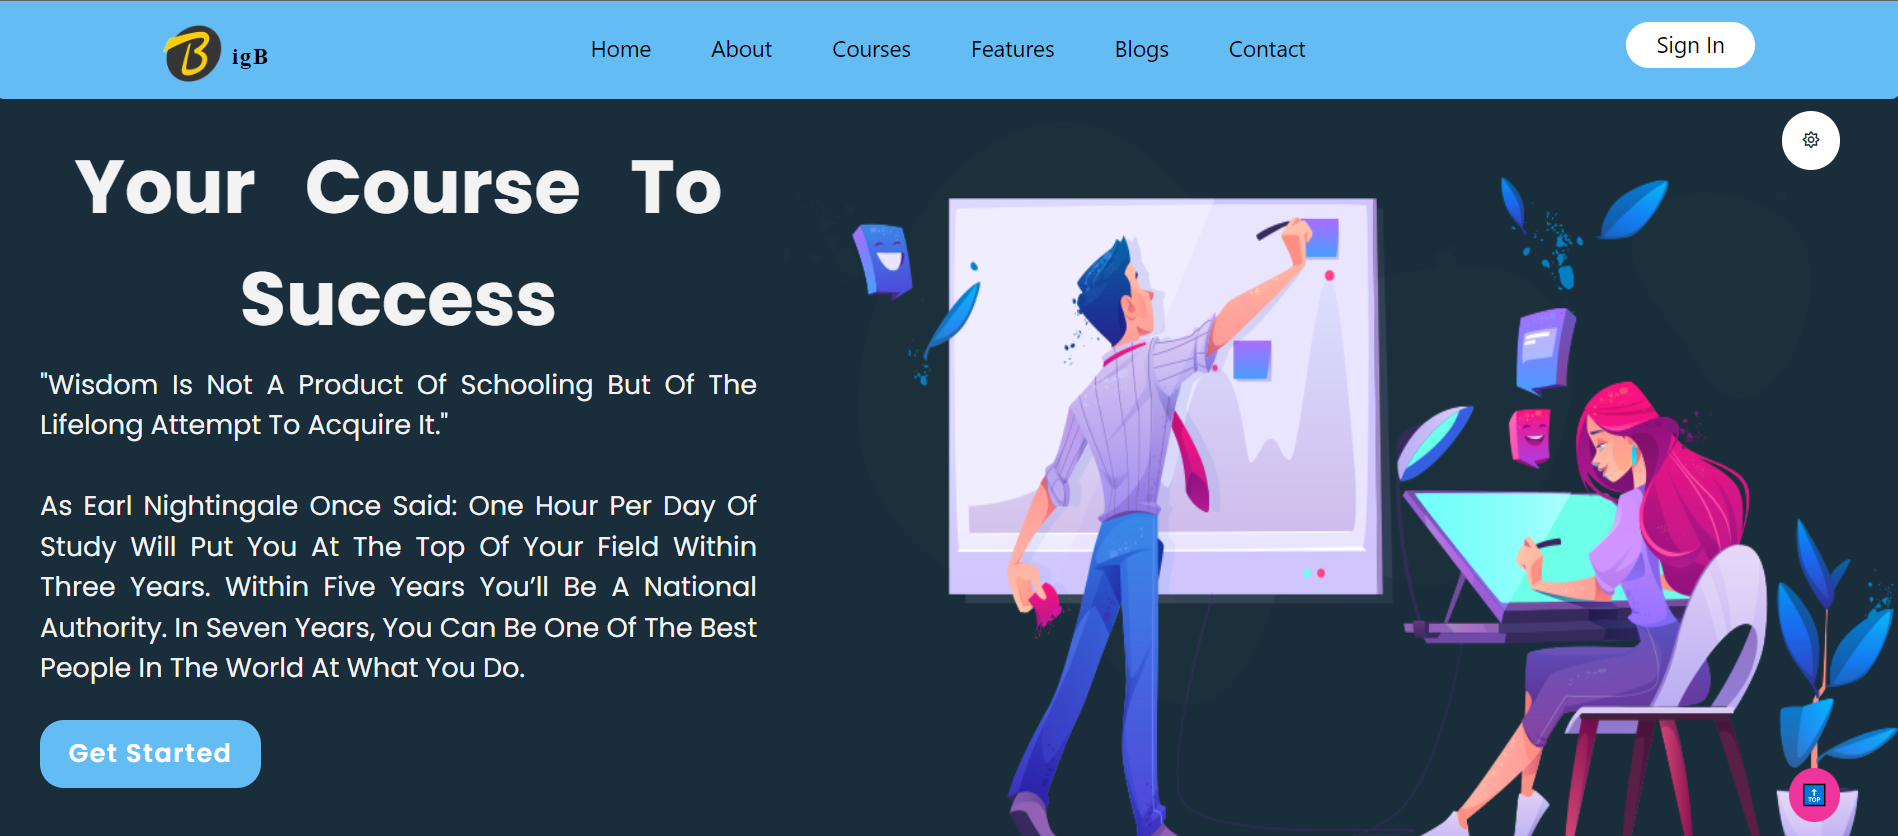 B igB
Home About Courses Features Blogs Contact
Sign In
Your Course To
Success
"Wisdom Is Not A Product Of Schooling But Of The
Lifelong Attempt To Acquire It."
As Earl Nightingale Once Said: One Hour Per Day Of
Study Will Put You At The Top Of Your Field Within
Three Years. Within Five Years You’ll Be A National
Authority. In Seven Years, You Can Be One Of The Best
People In The World At What You Do.
Get Started
TOP